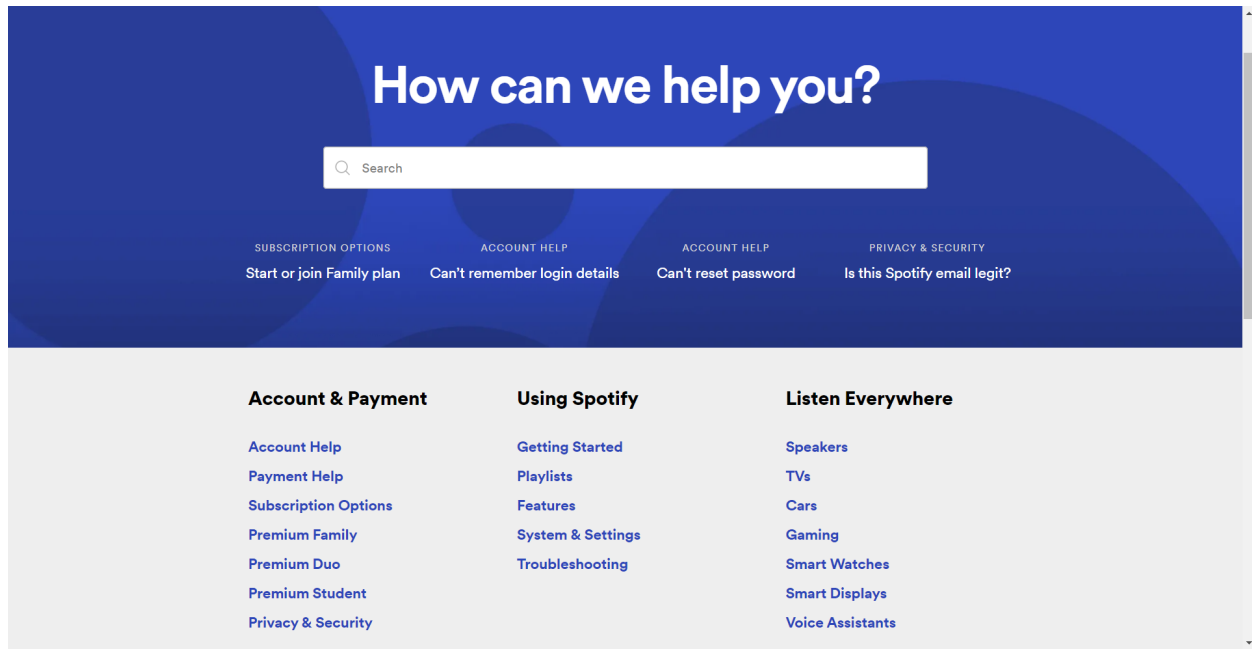 How can we help you?
Search
SUBSCRIPTION OPTIONS
Start or join Family plan
ACCOUNT HELP
Can't remember login details
ACCOUNT HELP
Can't reset password
PRIVACY & SECURITY
Is this Spotify email legit?
Account & Payment
Account Help
Payment Help
Subscription Options
Premium Family
Premium Duo
Premium Student
Privacy & Security
Using Spotify
Getting Started
Playlists
Features
System & Settings
Troubleshooting
Listen Everywhere
Speakers
TVs
Cars
Gaming
Smart Watches
Smart Displays
Voice Assistants